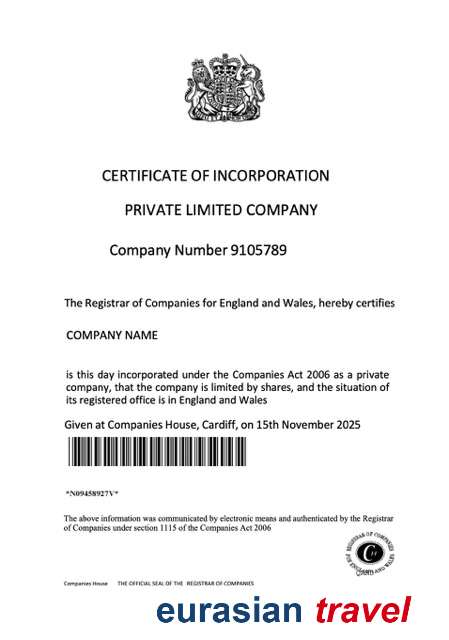 CERTIFICATE OF INCORPORATION
PRIVATE LIMITED COMPANY
Company Number 9105789
The Registrar of Companies for England and Wales, hereby certifies
COMPANY NAME
is this day incorporated under the Companies Act 2006 as a private
company, that the company is limited by shares, and the situation of
its registered office is in England and Wales
Given at Companies House, Cardiff, on 15th November 2025
*N09458927V*
The above information was communicated by electronic means and authenticated by the Registrar
of Companies under section 1115 of the Companies Act 2006
REGISTRAR OF COMPANIES
Companies House THE OFFICIAL SEAL OF THE REGISTRAR OF COMPANIES
eurasian travel